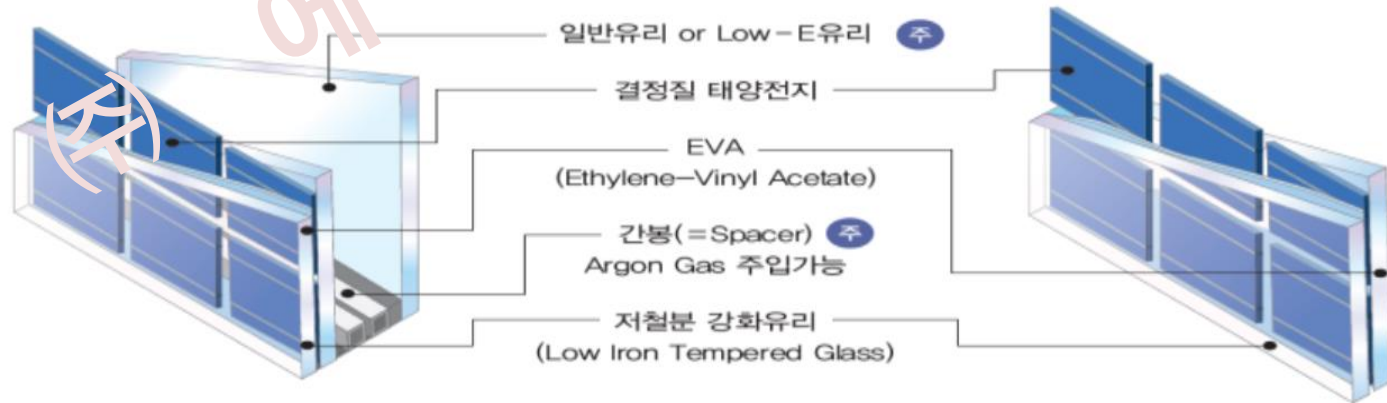 일반유리 or Low-E유리 주
결정질 태양전지
EVA
(Ethylene-Vinyl Acetate)
간봉(=Spacer) 주
Argon Gas 주입가능
저철분 강화유리
(Low Iron Tempered Glass)
(주)에